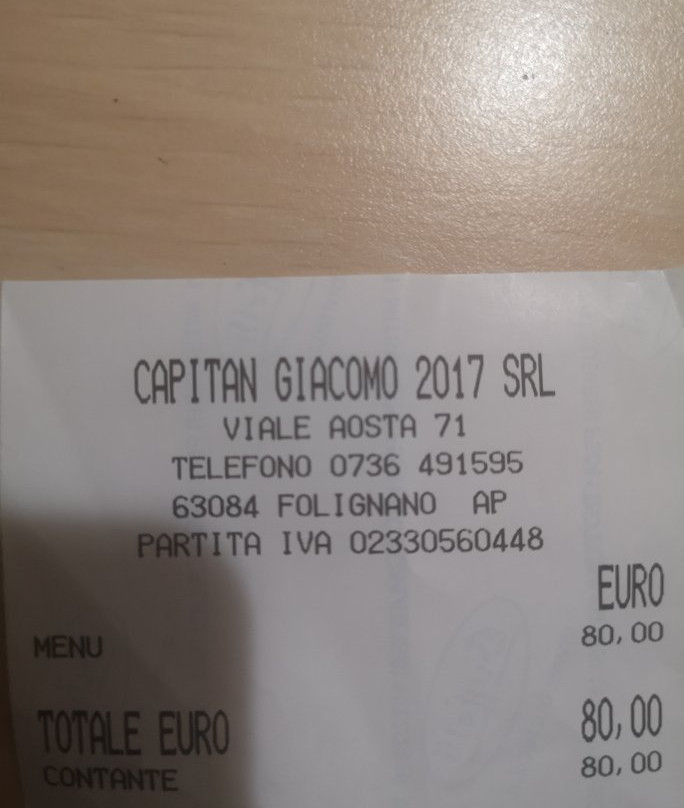 CAPITAN GIACOMO 2017 SRL
VIALE AOSTA 71
TELEFONO 0736 491595
63084 FOLIGNANO AP
PARTITA IVA 02330560448
EURO
MENU 80,00
TOTALE EURO 80,00
CONTANTE 80,00